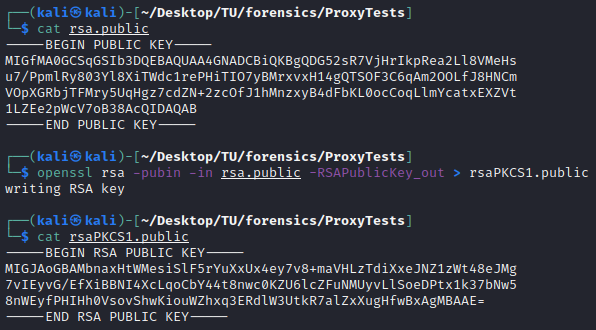 ┌──(kali㉿kali)-[~/Desktop/TU/forensics/ProxyTests]
└─$ cat rsa.public
-----BEGIN PUBLIC KEY-----
MIGfMA0GCSqGSIb3DQEBAQUAA4GNADCBiQKBgQDG52sR7VjHrIkpRea2Ll8VMeHs
u7/PpmlRy803Yl8XiTWdc1rePHiTIO7yBMrxvxH14gQTSOF3C6qAm2OOLfJ8HNCm
VOpXGRbjTFMry5UqHgz7cdZN+2zcOfJ1hMnzxyB4dFbKL0ocCoqLlmYcatxEXZVt
1LZEe2pWcV7oB38AcQIDAQAB
-----END PUBLIC KEY-----
┌──(kali㉿kali)-[~/Desktop/TU/forensics/ProxyTests]
└─$ openssl rsa -pubin -in rsa.public -RSAPublicKey_out > rsaPKCS1.public
writing RSA key
┌──(kali㉿kali)-[~/Desktop/TU/forensics/ProxyTests]
└─$ cat rsaPKCS1.public
-----BEGIN RSA PUBLIC KEY-----
MIGJAoGBAMbnaxHtWMesiSlF5rYuXxUx4ey7v8+maVHLzTdiXxeJNZ1zWt48eJMg
7vIEyvG/EfXiBBNI4XcLqoCbY44t8nwc0KZU6lcZFuNMUyvLlSoeDPtx1k37bNw5
8nWEyfPHIHh0VsovShwKiouWZhxq3ERdlW3UtkR7alZxXugHfwBxAgMBAAE=
-----END RSA PUBLIC KEY-----